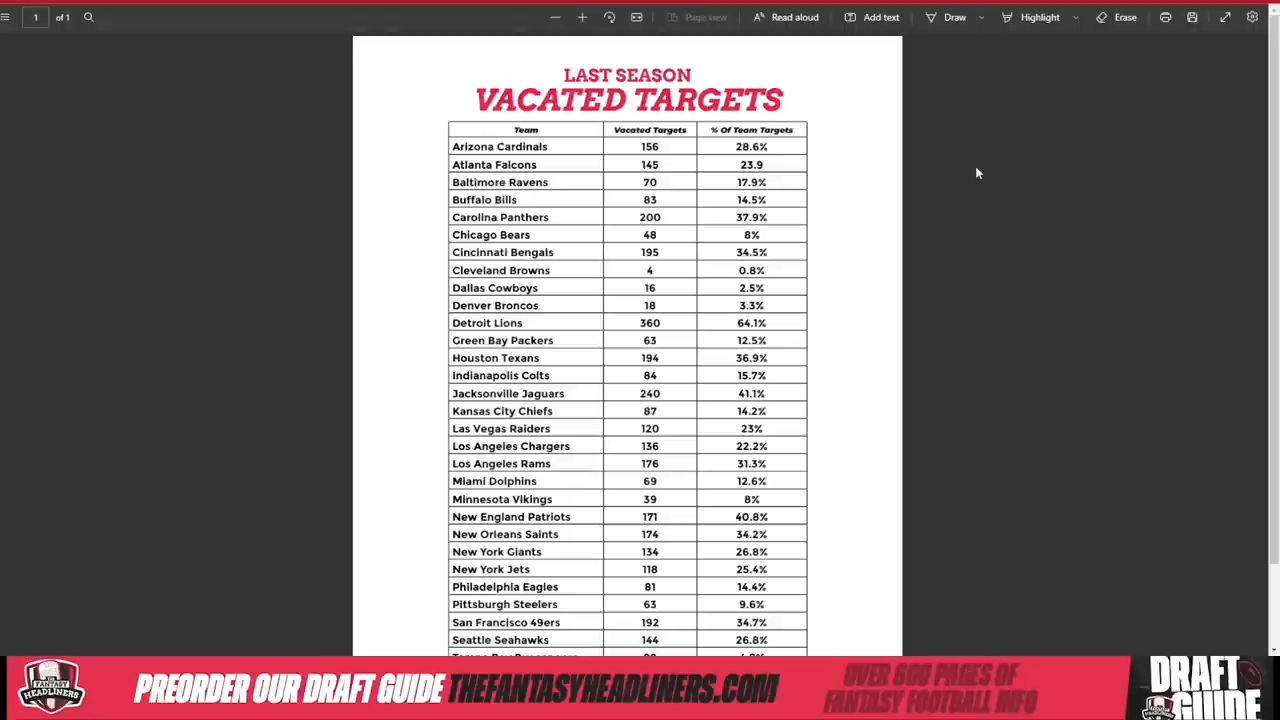 1 of 1 Page view Read aloud Add text Draw Highlight Erase
LAST SEASON
VACATED TARGETS
Team Vacated Targets % Of Team Targets
Arizona Cardinals 156 28.6%
Atlanta Falcons 145 23.9
Baltimore Ravens 70 17.9%
Buffalo Bills 83 14.5%
Carolina Panthers 200 37.9%
Chicago Bears 48 8%
Cincinnati Bengals 195 34.5%
Cleveland Browns 4 0.8%
Dallas Cowboys 16 2.5%
Denver Broncos 18 3.3%
Detroit Lions 360 64.1%
Green Bay Packers 63 12.5%
Houston Texans 194 36.9%
Indianapolis Colts 84 15.7%
Jacksonville Jaguars 240 41.1%
Kansas City Chiefs 87 14.2%
Las Vegas Raiders 120 23%
Los Angeles Chargers 136 22.2%
Los Angeles Rams 176 31.3%
Miami Dolphins 69 12.6%
Minnesota Vikings 39 8%
New England Patriots 171 40.8%
New Orleans Saints 174 34.2%
New York Giants 134 26.8%
New York Jets 118 25.4%
Philadelphia Eagles 81 14.4%
Pittsburgh Steelers 63 9.6%
San Francisco 49ers 192 34.7%
Seattle Seahawks 144 26.8%
FANTASY
HEADLINERS
PREORDER OUR DRAFT GUIDE THEFANTASYHEADLINERS.COM
OVER 600 PAGES OF
FANTASY FOOTBALL INFO
DRAFT
GUIDE